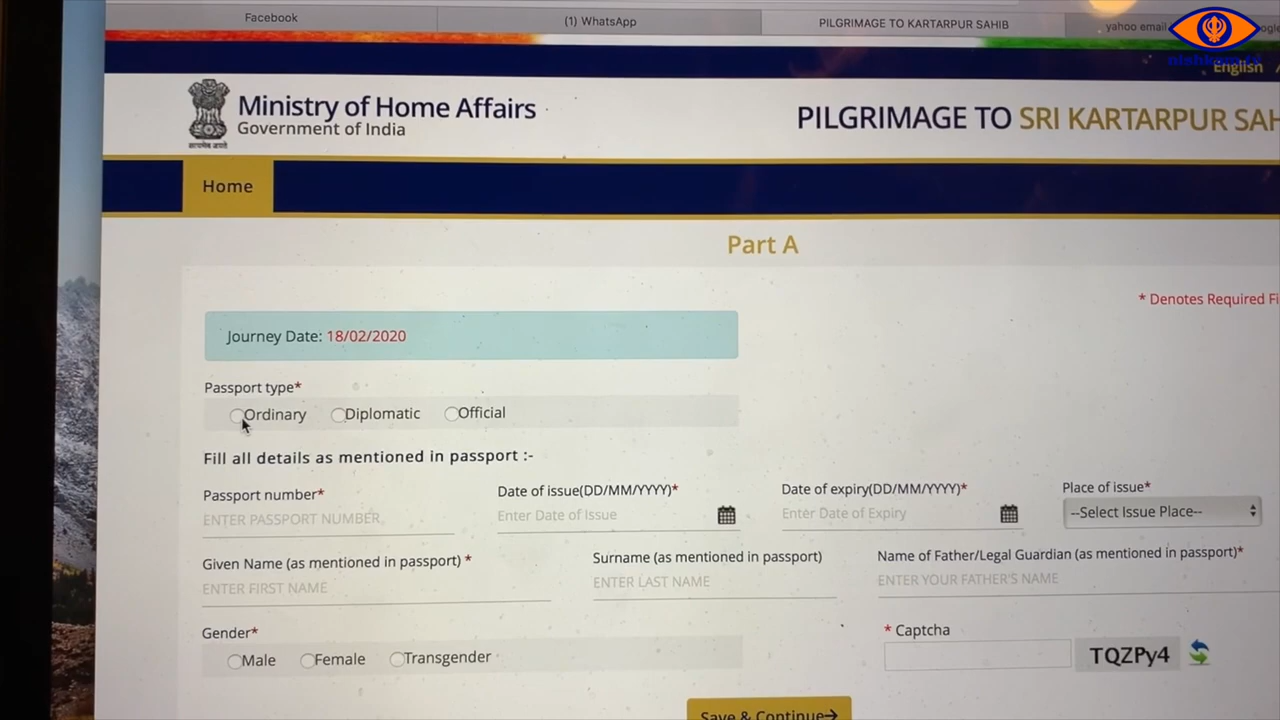 Facebook
(1) WhatsApp
PILGRIMAGE TO KARTARPUR SAHIB
yahoo email
English
Ministry of Home Affairs
Government of India
सत्यमेव जयते
PILGRIMAGE TO SRI KARTARPUR SAH
Home
Part A
* Denotes Required Fi
Journey Date: 18/02/2020
Passport type*
Ordinary Diplomatic Official
Fill all details as mentioned in passport :-
Passport number* Date of issue(DD/MM/YYYY)* Date of expiry(DD/MM/YYYY)* Place of issue*
ENTER PASSPORT NUMBER Enter Date of Issue Enter Date of Expiry --Select Issue Place--
Given Name (as mentioned in passport) * Surname (as mentioned in passport) Name of Father/Legal Guardian (as mentioned in passport)*
ENTER FIRST NAME ENTER LAST NAME ENTER YOUR FATHER'S NAME
Gender* * Captcha
Male Female Transgender TQZPy4
Save & Continue→